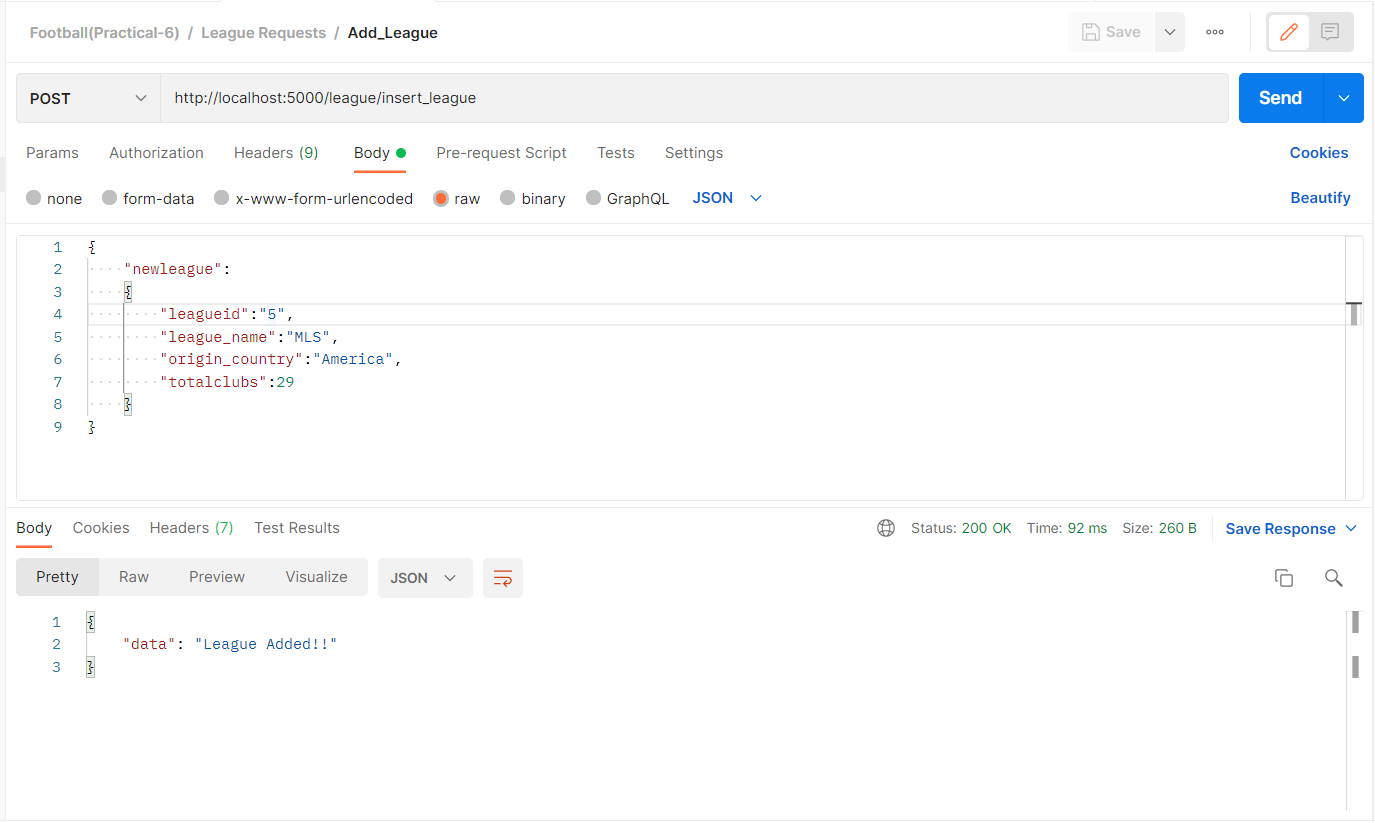 Football(Practical-6) / League Requests / Add_League
Save
POST http://localhost:5000/league/insert_league Send
Params Authorization Headers (9) Body Pre-request Script Tests Settings Cookies
none form-data x-www-form-urlencoded raw binary GraphQL JSON Beautify
1 {
2 "newleague":
3 {
4 "leagueid":"5",
5 "league_name":"MLS",
6 "origin_country":"America",
7 "totalclubs":29
8 }
9 }
Body Cookies Headers (7) Test Results Status: 200 OK Time: 92 ms Size: 260 B Save Response
Pretty Raw Preview Visualize JSON
1 {
2 "data": "League Added!!"
3 }